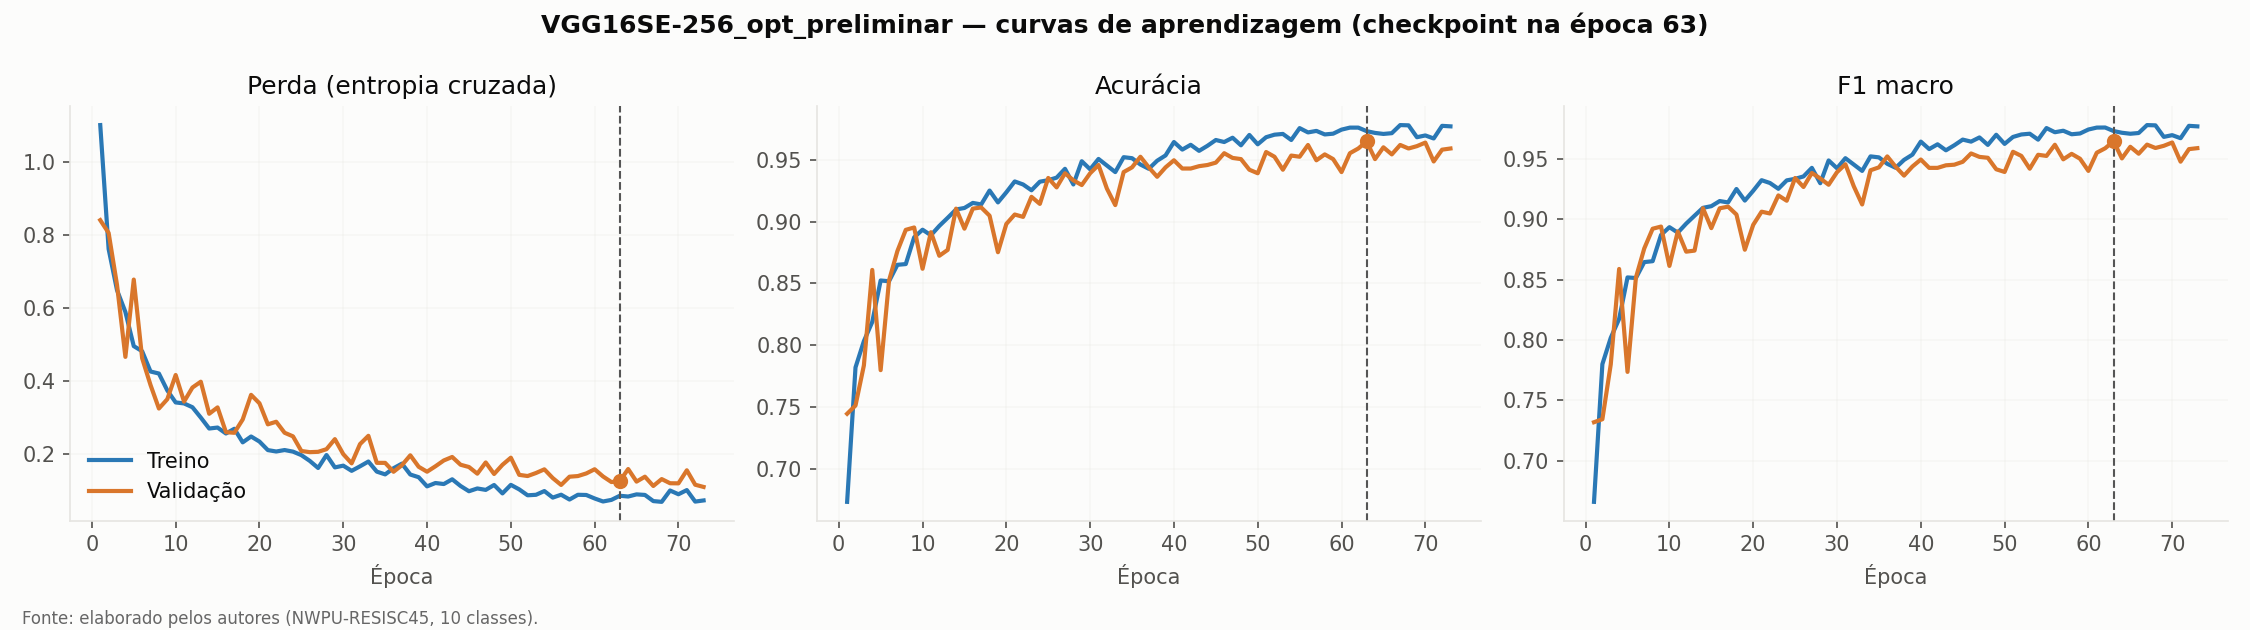 VGG16SE-256_opt_preliminar — curvas de aprendizagem (checkpoint na época 63)
Perda (entropia cruzada)
1.0
0.8
0.6
0.4
0.2
Treino
Validação
0 10 20 30 40 50 60 70
Época
Acurácia
0.95
0.90
0.85
0.80
0.75
0.70
0 10 20 30 40 50 60 70
Época
F1 macro
0.95
0.90
0.85
0.80
0.75
0.70
0 10 20 30 40 50 60 70
Época
Fonte: elaborado pelos autores (NWPU-RESISC45, 10 classes).